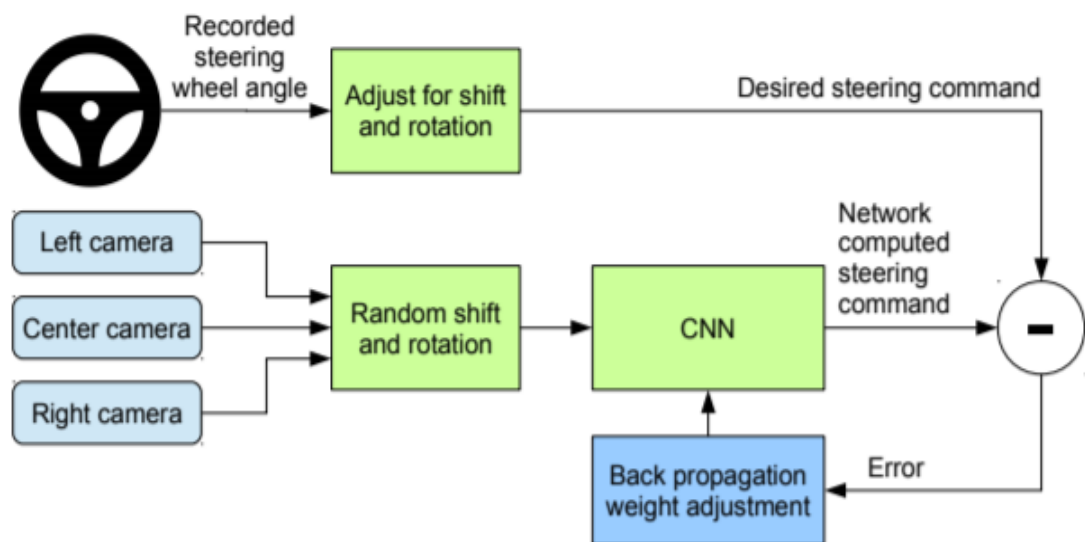 Recorded
steering
wheel angle
Adjust for shift
and rotation
Desired steering command
Left camera
Center camera
Right camera
Random shift
and rotation
CNN
Network
computed
steering
command
-
Back propagation
weight adjustment
Error